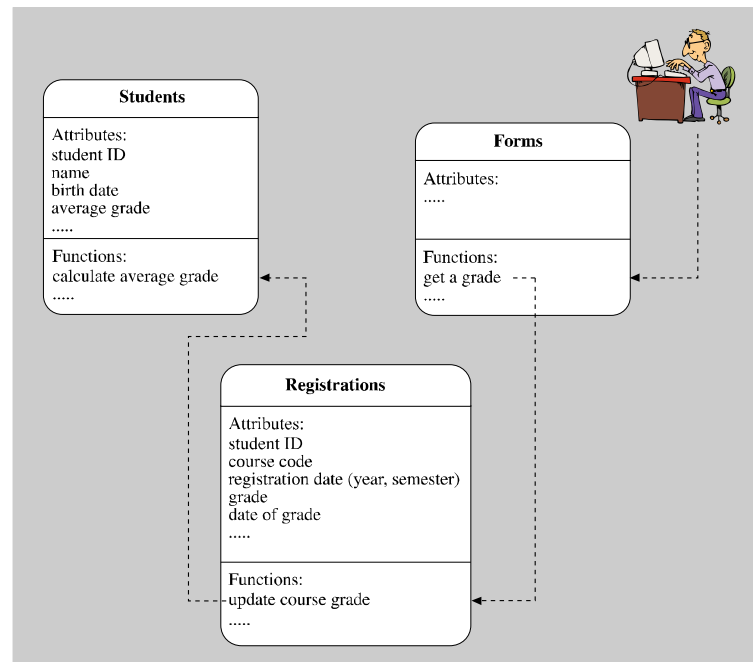 Students
Attributes:
student ID
name
birth date
average grade
.....
Functions:
calculate average grade
.....
Forms
Attributes:
.....
Functions:
get a grade
.....
Registrations
Attributes:
student ID
course code
registration date (year, semester)
grade
date of grade
.....
Functions:
update course grade
.....